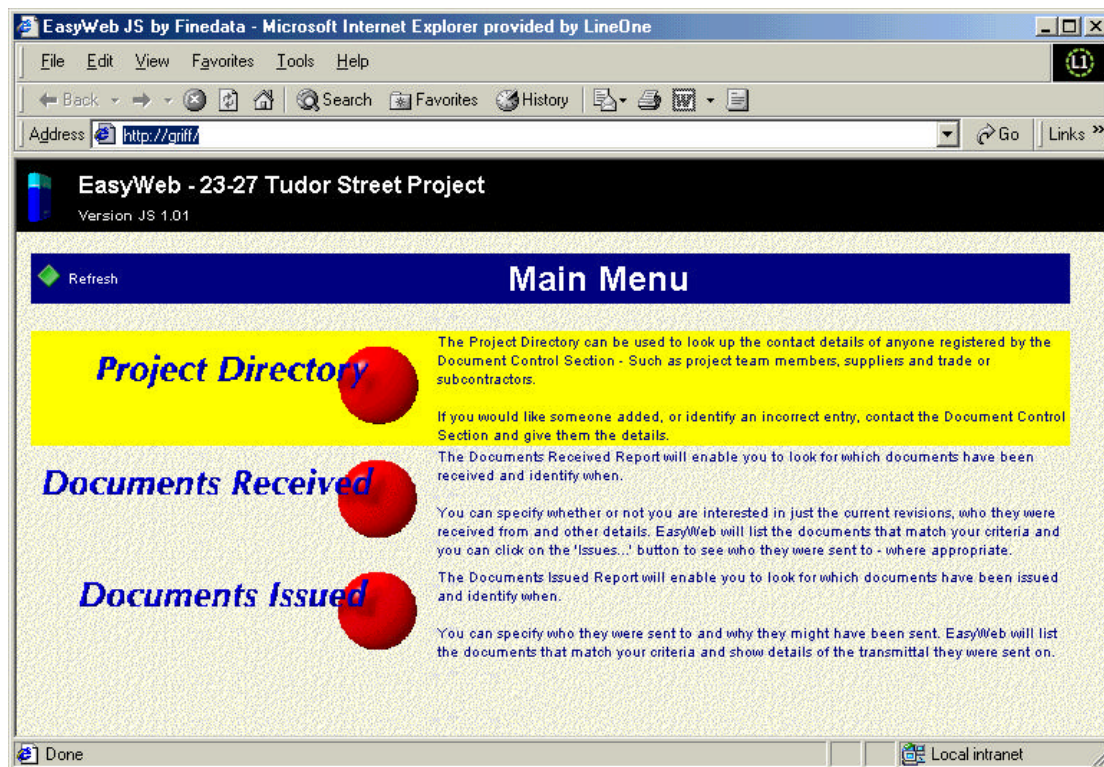 EasyWeb JS by Finedata - Microsoft Internet Explorer provided by LineOne
File Edit View Favorites Tools Help
L1
Back Search Favorites History
Address http://griff/ Go Links »
EasyWeb - 23-27 Tudor Street Project
Version JS 1.01
Refresh Main Menu
Project Directory
The Project Directory can be used to look up the contact details of anyone registered by the
Document Control Section - Such as project team members, suppliers and trade or
subcontractors.
If you would like someone added, or identify an incorrect entry, contact the Document Control
Section and give them the details.
Documents Received
The Documents Received Report will enable you to look for which documents have been
received and identify when.
You can specify whether or not you are interested in just the current revisions, who they were
received from and other details. EasyWeb will list the documents that match your criteria and
you can click on the 'Issues...' button to see who they were sent to - where appropriate.
Documents Issued
The Documents Issued Report will enable you to look for which documents have been issued
and identify when.
You can specify who they were sent to and why they might have been sent. EasyWeb will list
the documents that match your criteria and show details of the transmittal they were sent on.
Done Local intranet